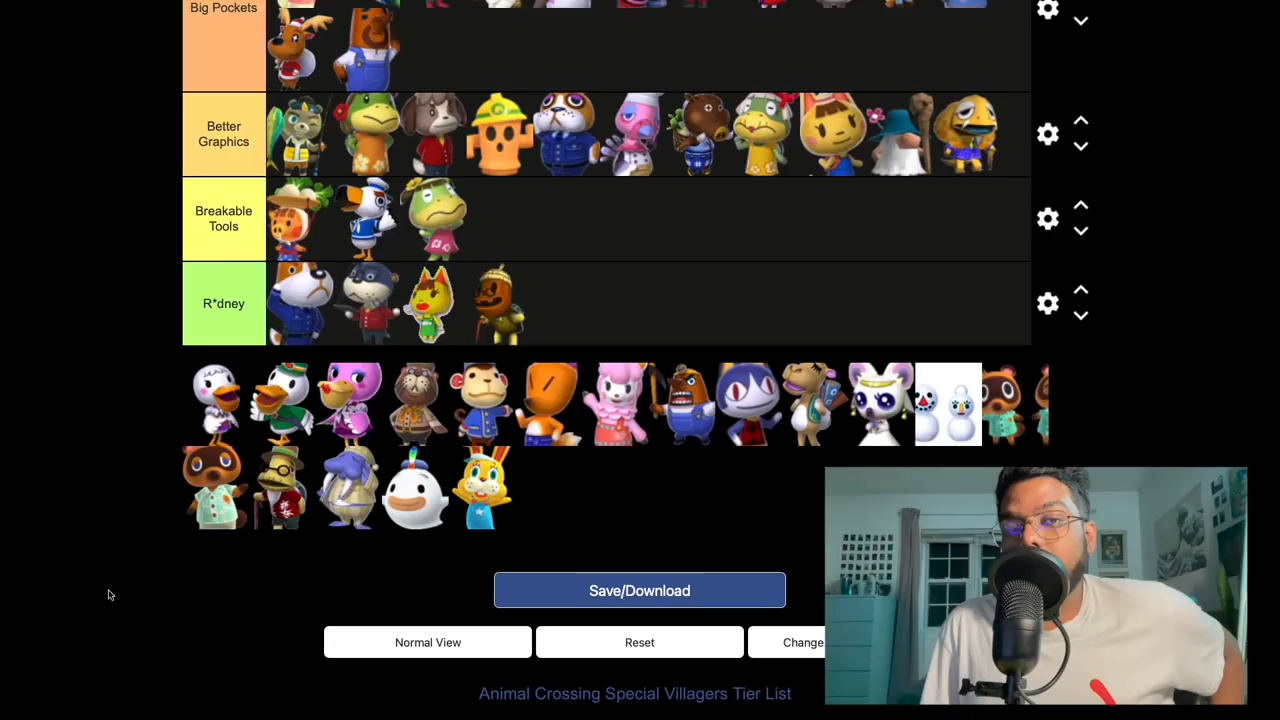 Big Pockets
Better
Graphics
Breakable
Tools
R*dney
Save/Download
Normal View
Reset
Change
Animal Crossing Special Villagers Tier List